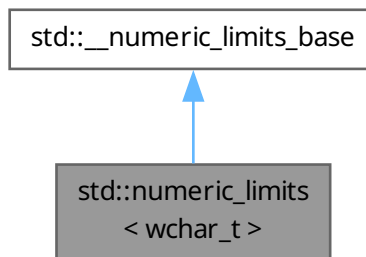 std::__numeric_limits_base
std::numeric_limits
< wchar_t >